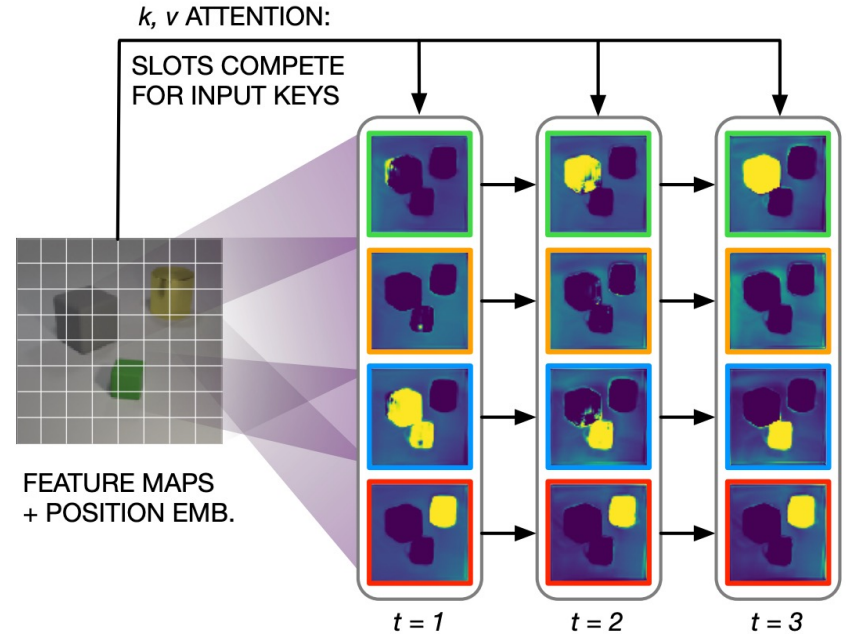 k, v ATTENTION:
SLOTS COMPETE
FOR INPUT KEYS
FEATURE MAPS
+ POSITION EMB.
t = 1
t = 2
t = 3